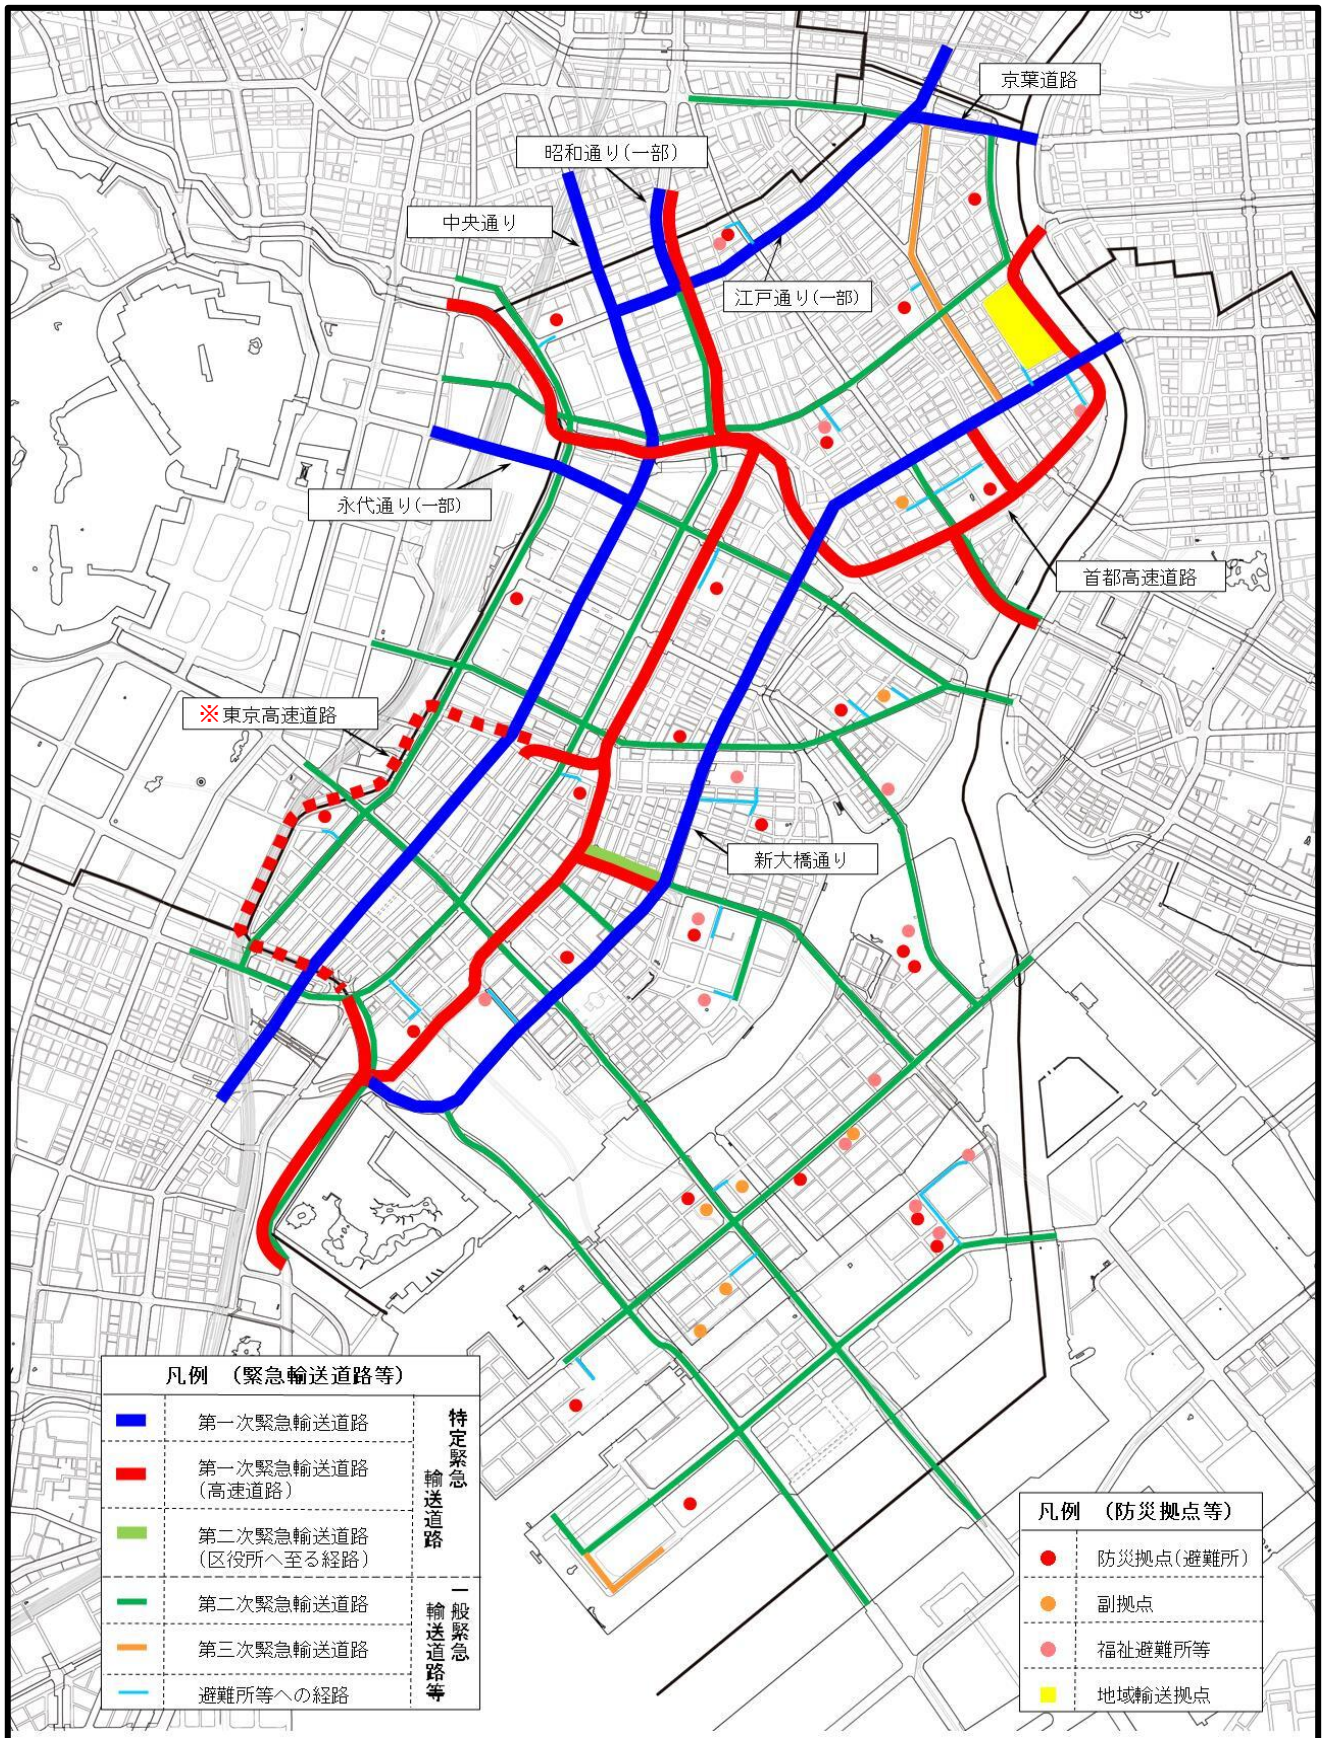 京葉道路
昭和通り(一部)
中央通り
江戸通り(一部)
永代通り(一部)
首都高速道路
※東京高速道路
新大橋通り
凡例 (緊急輸送道路等)
第一次緊急輸送道路
第一次緊急輸送道路
(高速道路)
第二次緊急輸送道路
(区役所へ至る経路)
特定緊急
輸送道路
第二次緊急輸送道路
第三次緊急輸送道路
避難所等への経路
一般緊急
輸送道路等
凡例 (防災拠点等)
防災拠点(避難所)
副拠点
福祉避難所等
地域輸送拠点